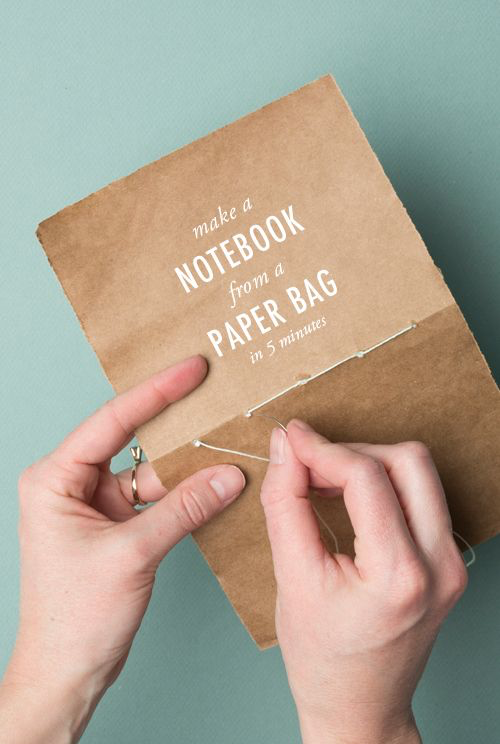 make a
NOTEBOOK
from a
PAPER BAG
in 5 minutes